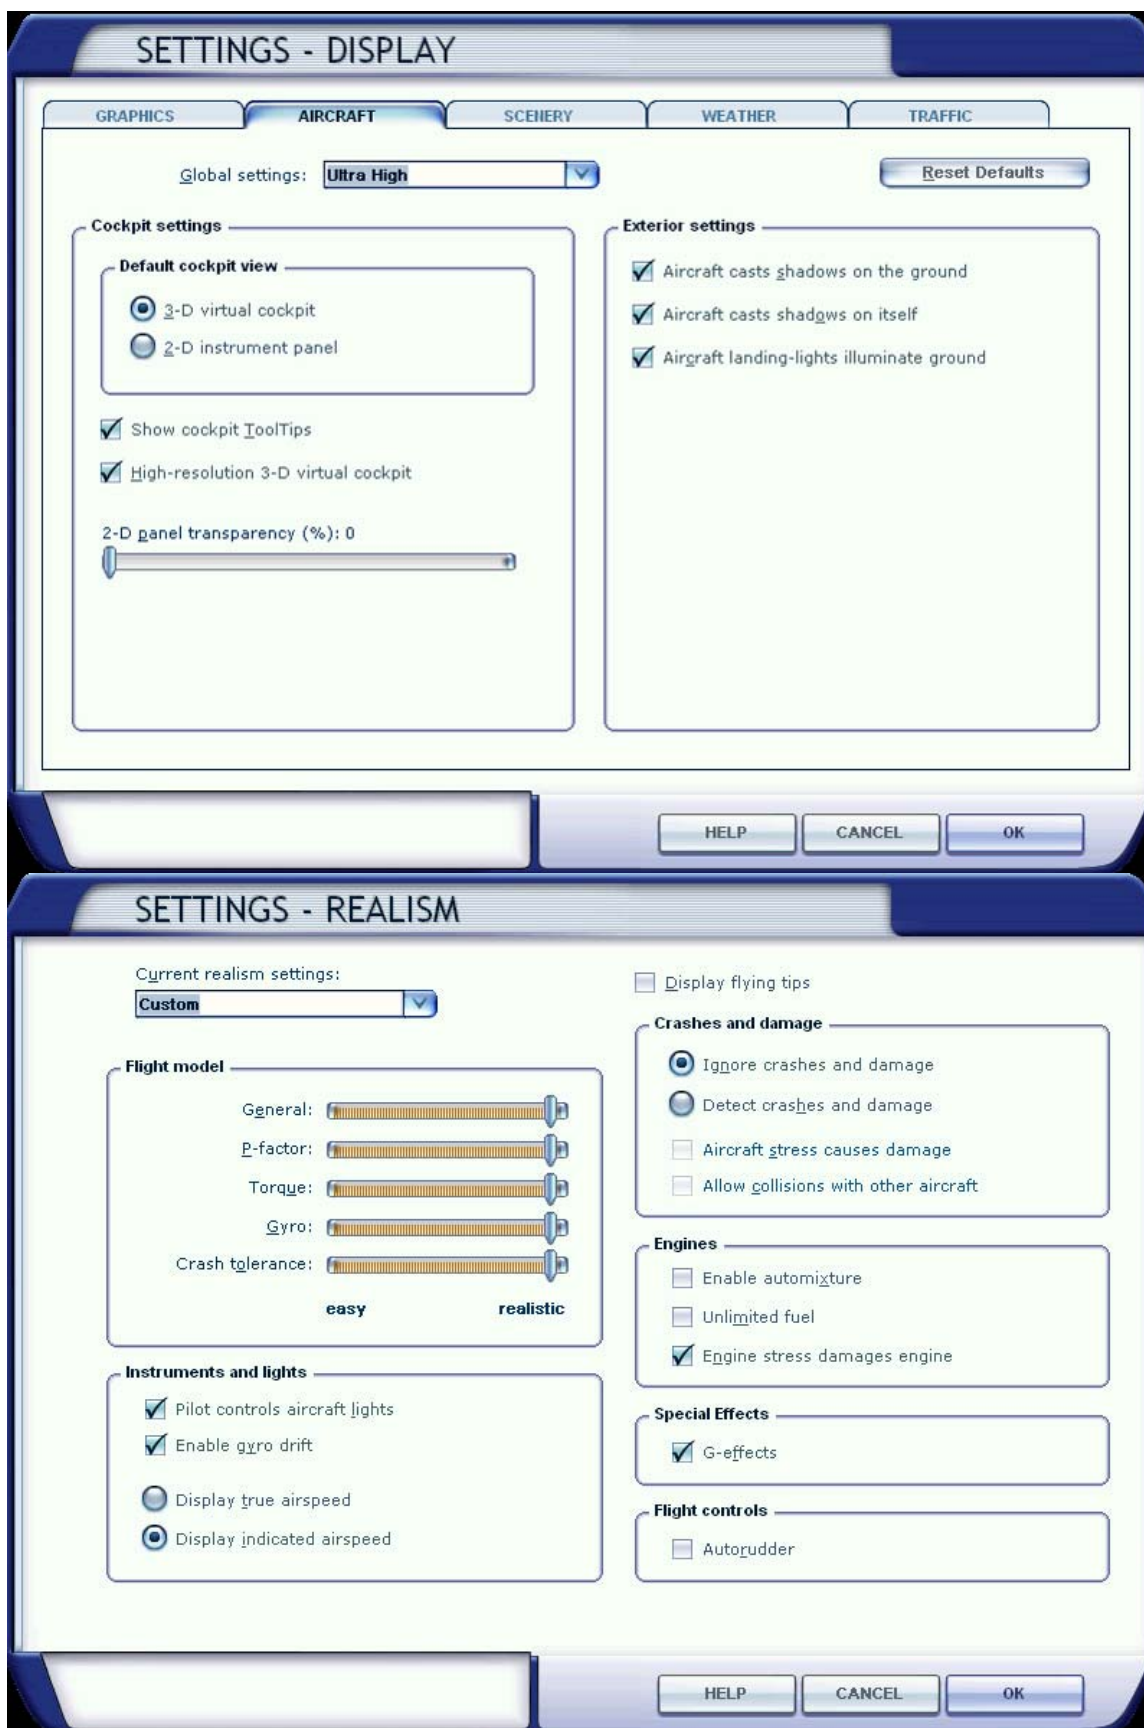 SETTINGS - DISPLAY
GRAPHICS AIRCRAFT SCENERY WEATHER TRAFFIC
Global settings: Ultra High Reset Defaults
Cockpit settings
Default cockpit view
3-D virtual cockpit
2-D instrument panel
Show cockpit ToolTips
High-resolution 3-D virtual cockpit
2-D panel transparency (%): 0
Exterior settings
Aircraft casts shadows on the ground
Aircraft casts shadows on itself
Aircraft landing-lights illuminate ground
HELP CANCEL OK
SETTINGS - REALISM
Current realism settings:
Custom
Flight model
General:
P-factor:
Torque:
Gyro:
Crash tolerance:
easy realistic
Instruments and lights
Pilot controls aircraft lights
Enable gyro drift
Display true airspeed
Display indicated airspeed
Display flying tips
Crashes and damage
Ignore crashes and damage
Detect crashes and damage
Aircraft stress causes damage
Allow collisions with other aircraft
Engines
Enable automixture
Unlimited fuel
Engine stress damages engine
Special Effects
G-effects
Flight controls
Autorudder
HELP CANCEL OK